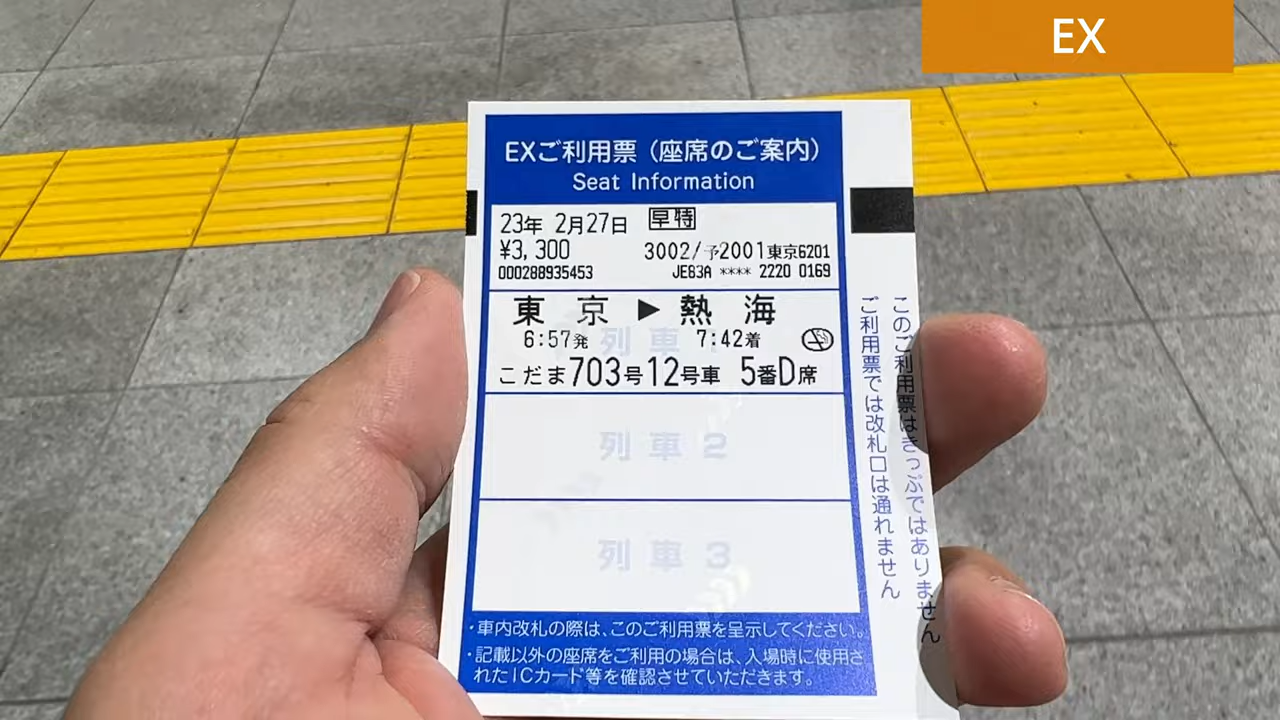 EX
EXご利用票（座席のご案内）
Seat Information
23年 2月27日 早特
¥3,300 3002/予2001東京6201
000288935453 JE83A **** 2220 0169
東 京 ▶ 熱 海
6:57発 7:42着
列車1
こだま703号12号車 5番D席
列車2
列車3
・車内改札の際は、このご利用票を呈示してください。
・記載以外の座席をご利用の場合は、入場時に使用さ
れたICカード等を確認させていただきます。
このご利用票はきっぷではありません
ご利用票では改札口は通れません